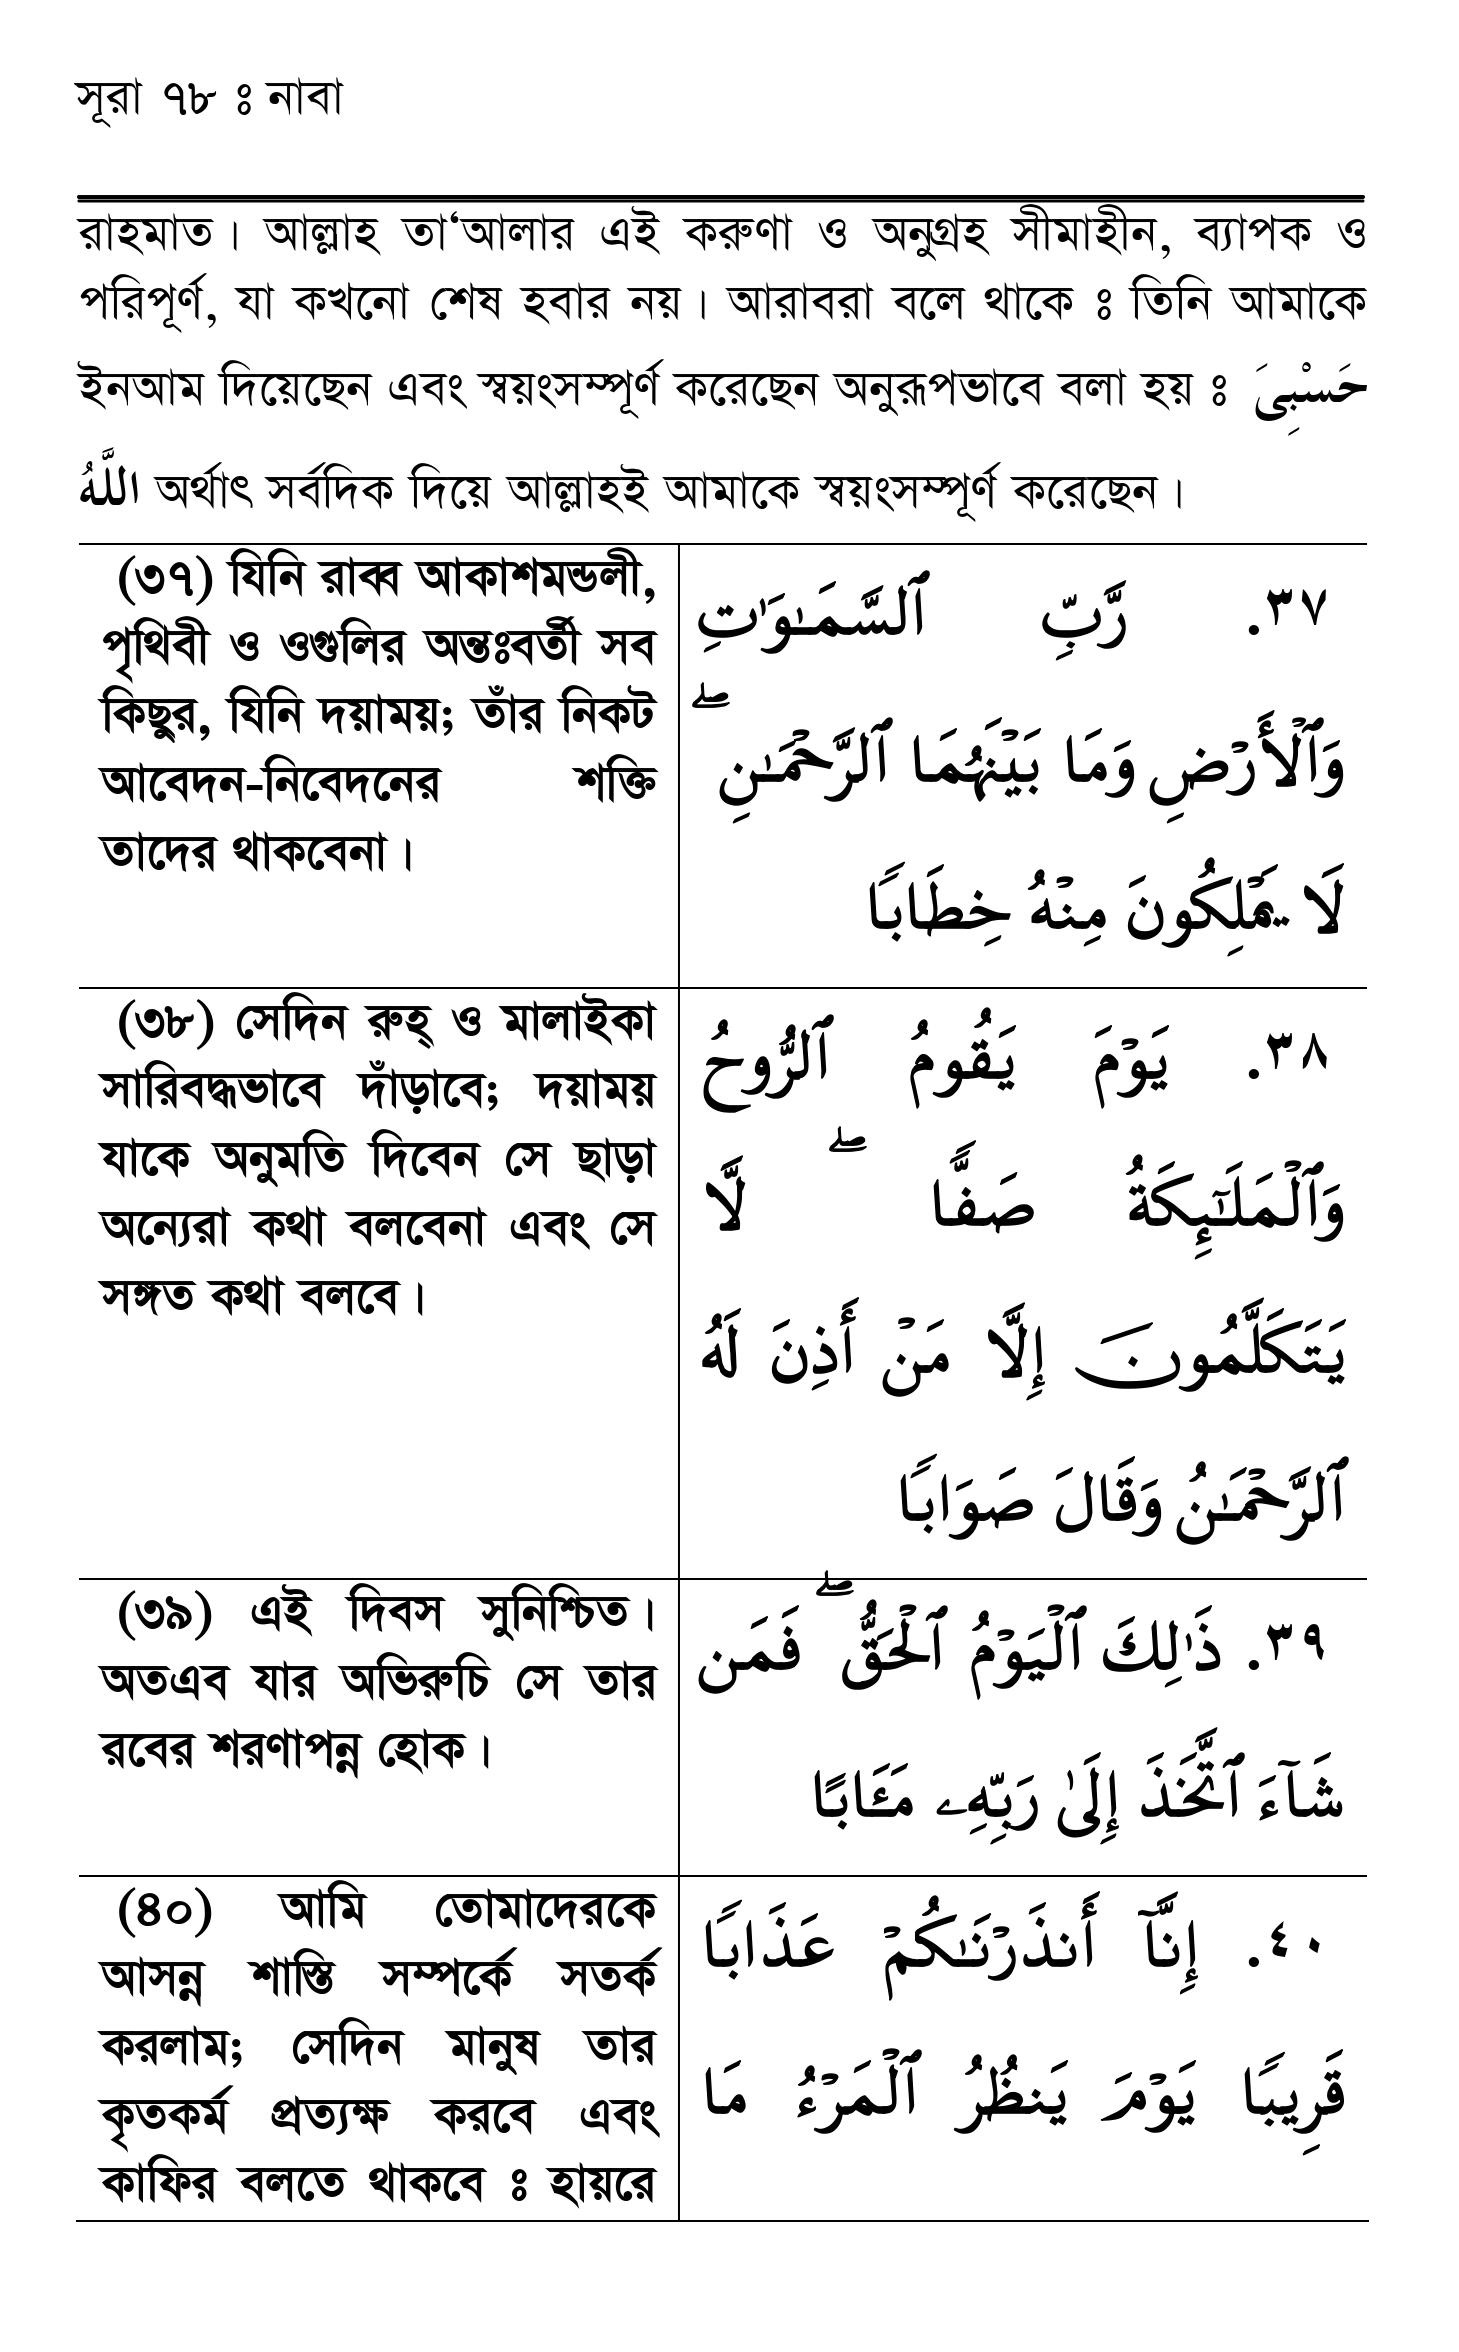 সূরা ৭৮ ঃ নাবা
রাহমাত। আল্লাহ তা‘আলার এই করুণা ও অনুগ্রহ সীমাহীন, ব্যাপক ও
পরিপূর্ণ, যা কখনো শেষ হবার নয়। আরাবরা বলে থাকে ঃ তিনি আমাকে
ইনআম দিয়েছেন এবং স্বয়ংসম্পূর্ণ করেছেন অনুরূপভাবে বলা হয় ঃ حَسْبِىَ
اللَّهُ অর্থাৎ সর্বদিক দিয়ে আল্লাহই আমাকে স্বয়ংসম্পূর্ণ করেছেন।
(৩৭) যিনি রাব্ব আকাশমন্ডলী,
পৃথিবী ও ওগুলির অন্তঃবর্তী সব
কিছুর, যিনি দয়াময়; তাঁর নিকট
আবেদন-নিবেদনের শক্তি
তাদের থাকবেনা।
٣٧. رَّبِّ ٱلسَّمَـٰوَٰتِ
وَٱلْأَرْضِ وَمَا بَيْنَهُمَا ٱلرَّحْمَـٰنِ ۖ
لَا يَمْلِكُونَ مِنْهُ خِطَابًا
(৩৮) সেদিন রুহ্ ও মালাইকা
সারিবদ্ধভাবে দাঁড়াবে; দয়াময়
যাকে অনুমতি দিবেন সে ছাড়া
অন্যেরা কথা বলবেনা এবং সে
সঙ্গত কথা বলবে।
٣٨. يَوْمَ يَقُومُ ٱلرُّوحُ
وَٱلْمَلَـٰٓئِكَةُ صَفًّا ۖ لَّا
يَتَكَلَّمُونَ إِلَّا مَنْ أَذِنَ لَهُ
ٱلرَّحْمَـٰنُ وَقَالَ صَوَابًا
(৩৯) এই দিবস সুনিশ্চিত।
অতএব যার অভিরুচি সে তার
রবের শরণাপন্ন হোক।
٣٩. ذَٰلِكَ ٱلْيَوْمُ ٱلْحَقُّ ۖ فَمَن
شَآءَ ٱتَّخَذَ إِلَىٰ رَبِّهِۦ مَـَٔابًا
(৪০) আমি তোমাদেরকে
আসন্ন শাস্তি সম্পর্কে সতর্ক
করলাম; সেদিন মানুষ তার
কৃতকর্ম প্রত্যক্ষ করবে এবং
কাফির বলতে থাকবে ঃ হায়রে
٤٠. إِنَّآ أَنذَرْنَـٰكُمْ عَذَابًا
قَرِيبًا يَوْمَ يَنظُرُ ٱلْمَرْءُ مَا